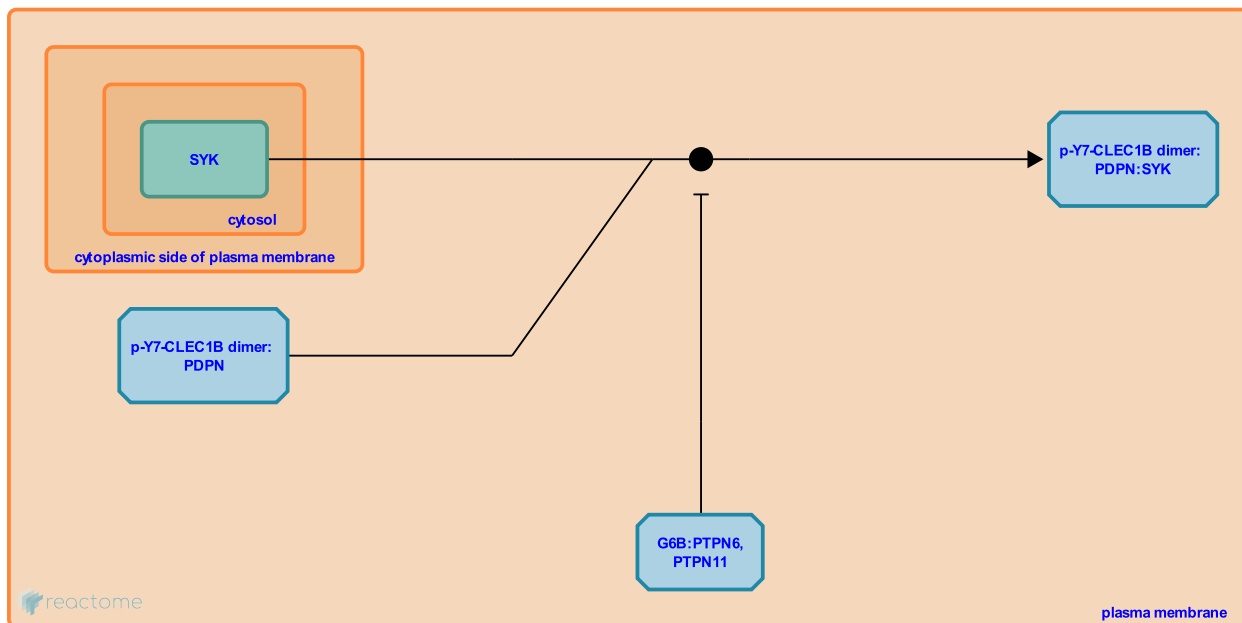 SYK
cytosol
cytoplasmic side of plasma membrane
p-Y7-CLEC1B dimer:
PDPN:SYK
p-Y7-CLEC1B dimer:
PDPN
G6B:PTPN6,
PTPN11
reactome
plasma membrane